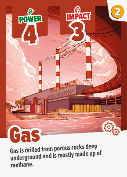 POWER
4
IMPACT
3
2
Gas
Gas is drilled from porous rocks deep
underground and is mostly made up of
methane.